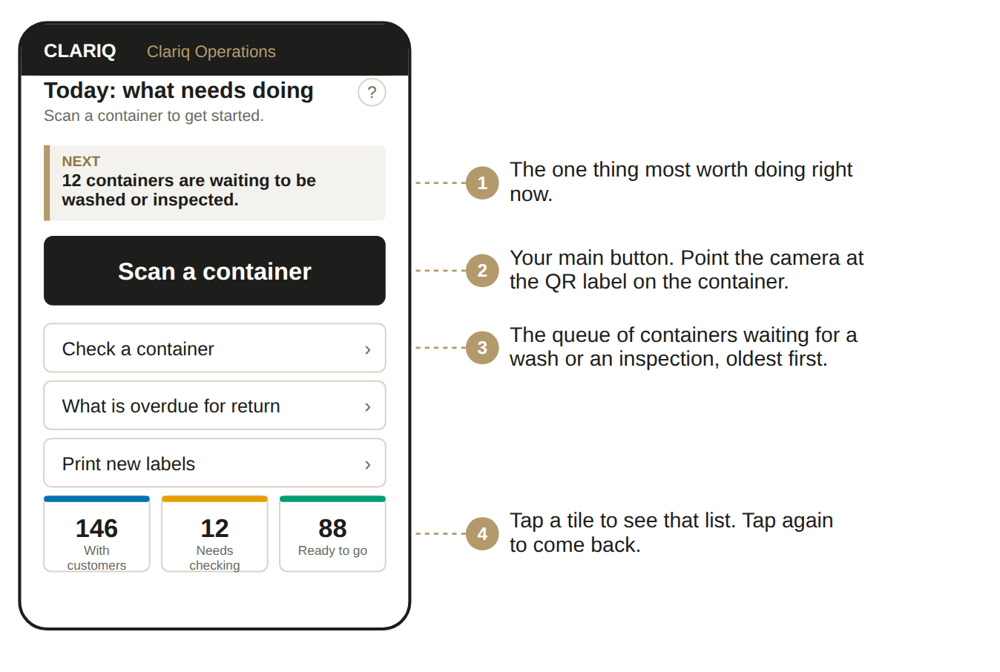 CLARIQ Clariq Operations
Today: what needs doing
?
Scan a container to get started.
NEXT
12 containers are waiting to be
washed or inspected.
1
The one thing most worth doing right
now.
Scan a container
2
Your main button. Point the camera at
the QR label on the container.
Check a container ›
3
The queue of containers waiting for a
wash or an inspection, oldest first.
What is overdue for return ›
Print new labels ›
146
With
customers
12
Needs
checking
88
Ready to go
4
Tap a tile to see that list. Tap again
to come back.